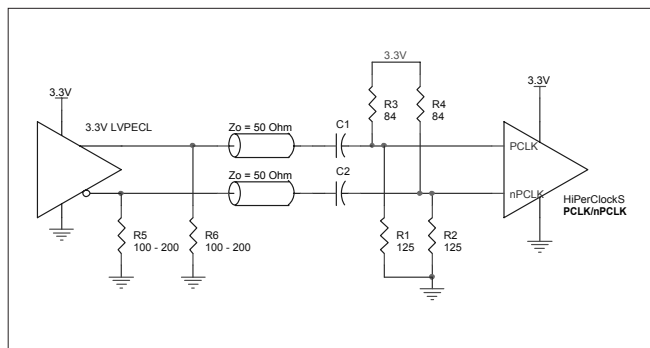 3.3V
3.3V
3.3V
3.3V LVPECL
R3
84
R4
84
Zo = 50 Ohm
C1
PCLK
Zo = 50 Ohm
C2
nPCLK
HiPerClockS
PCLK/nPCLK
R5
100 - 200
R6
100 - 200
R1
125
R2
125